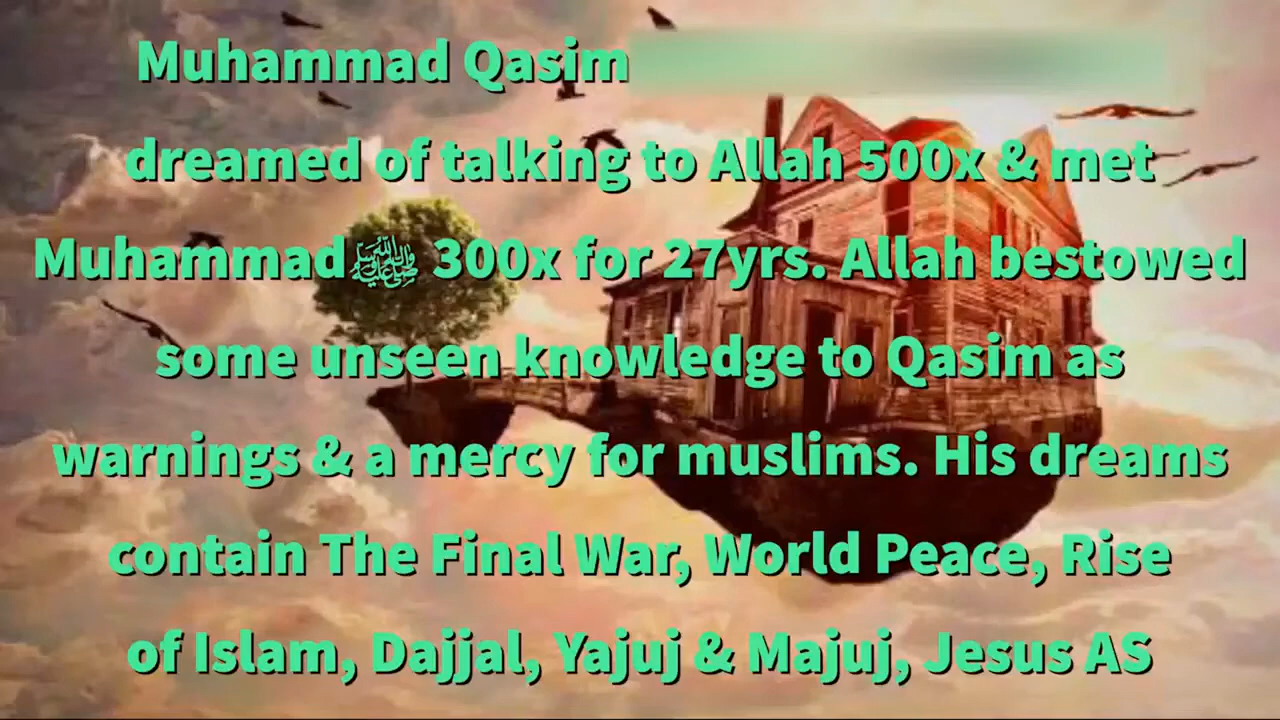 Muhammad Qasim
dreamed of talking to Allah 500x & met
Muhammadﷺ 300x for 27yrs. Allah bestowed
some unseen knowledge to Qasim as
warnings & a mercy for muslims. His dreams
contain The Final War, World Peace, Rise
of Islam, Dajjal, Yajuj & Majuj, Jesus AS